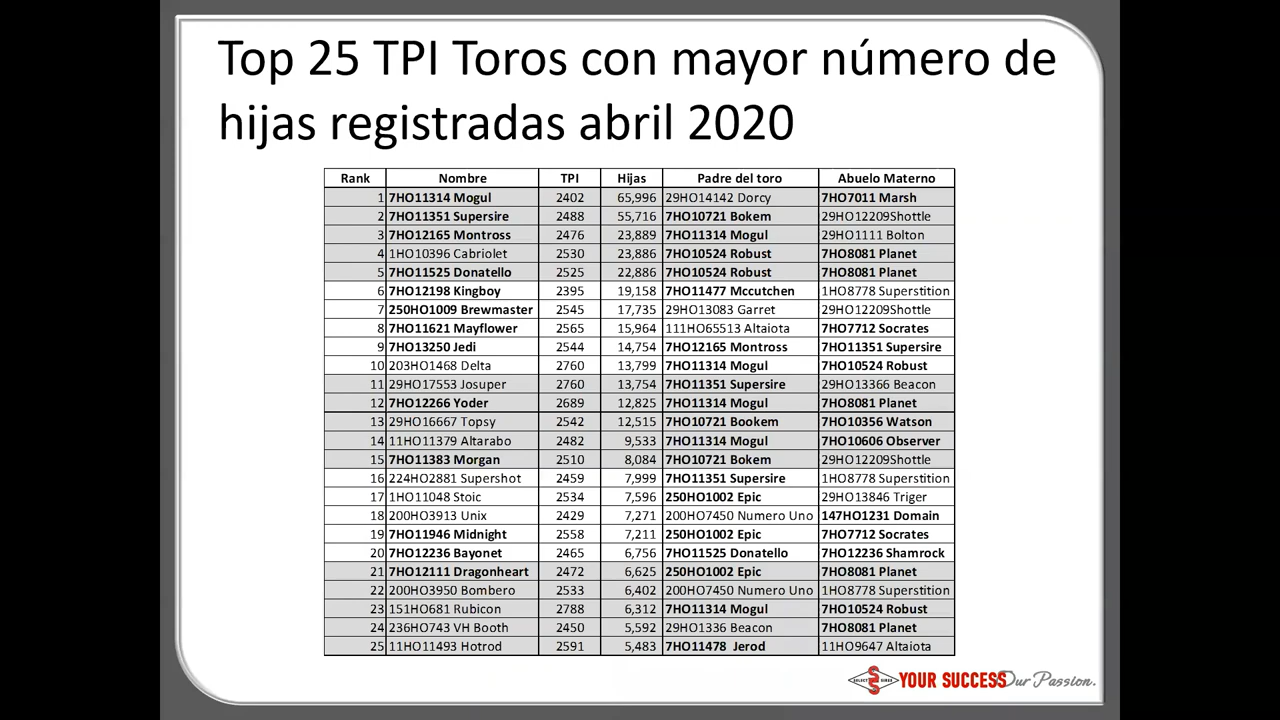 Top 25 TPI Toros con mayor número de
hijas registradas abril 2020
Rank Nombre TPI Hijas Padre del toro Abuelo Materno
1 7HO11314 Mogul 2402 65,996 29HO14142 Dorcy 7HO7011 Marsh
2 7HO11351 Supersire 2488 55,716 7HO10721 Bokem 29HO12209Shottle
3 7HO12165 Montross 2476 23,889 7HO11314 Mogul 29HO1111 Bolton
4 1HO10396 Cabriolet 2530 23,886 7HO10524 Robust 7HO8081 Planet
5 7HO11525 Donatello 2525 22,886 7HO10524 Robust 7HO8081 Planet
6 7HO12198 Kingboy 2395 19,158 7HO11477 Mccutchen 1HO8778 Superstition
7 250HO1009 Brewmaster 2545 17,735 29HO13083 Garret 29HO12209Shottle
8 7HO11621 Mayflower 2565 15,964 111HO65513 Altaiota 7HO7712 Socrates
9 7HO13250 Jedi 2544 14,754 7HO12165 Montross 7HO11351 Supersire
10 203HO1468 Delta 2760 13,799 7HO11314 Mogul 7HO10524 Robust
11 29HO17553 Josuper 2760 13,754 7HO11351 Supersire 29HO13366 Beacon
12 7HO12266 Yoder 2689 12,825 7HO11314 Mogul 7HO8081 Planet
13 29HO16667 Topsy 2542 12,515 7HO10721 Bookem 7HO10356 Watson
14 11HO11379 Altarabo 2482 9,533 7HO11314 Mogul 7HO10606 Observer
15 7HO11383 Morgan 2510 8,084 7HO10721 Bokem 29HO12209Shottle
16 224HO2881 Supershot 2459 7,999 7HO11351 Supersire 1HO8778 Superstition
17 1HO11048 Stoic 2534 7,596 250HO1002 Epic 29HO13846 Triger
18 200HO3913 Unix 2429 7,271 200HO7450 Numero Uno 147HO1231 Domain
19 7HO11946 Midnight 2558 7,211 250HO1002 Epic 7HO7712 Socrates
20 7HO12236 Bayonet 2465 6,756 7HO11525 Donatello 7HO12236 Shamrock
21 7HO12111 Dragonheart 2472 6,625 250HO1002 Epic 7HO8081 Planet
22 200HO3950 Bombero 2533 6,402 200HO7450 Numero Uno 1HO8778 Superstition
23 151HO681 Rubicon 2788 6,312 7HO11314 Mogul 7HO10524 Robust
24 236HO743 VH Booth 2450 5,592 29HO1336 Beacon 7HO8081 Planet
25 11HO11493 Hotrod 2591 5,483 7HO11478 Jerod 11HO9647 Altaiota
SELECT SIRES YOUR SUCCESS Our Passion.